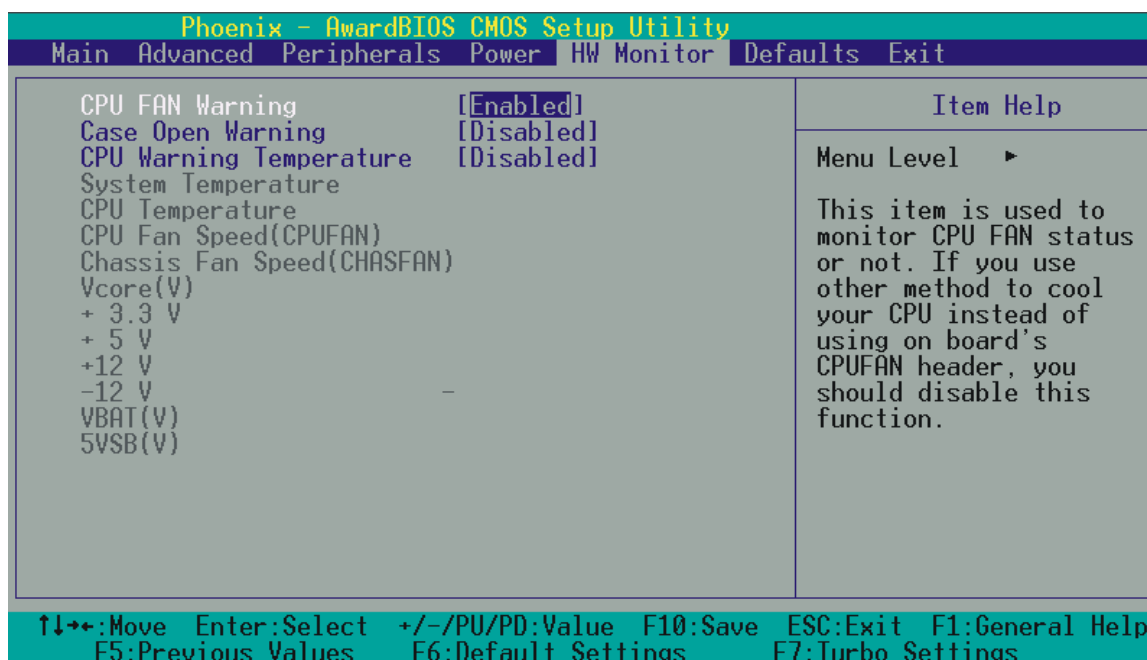 Phoenix - AwardBIOS CMOS Setup Utility
Main Advanced Peripherals Power HW Monitor Defaults Exit
CPU FAN Warning [Enabled]
Case Open Warning [Disabled]
CPU Warning Temperature [Disabled]
System Temperature
CPU Temperature
CPU Fan Speed(CPUFAN)
Chassis Fan Speed(CHASFAN)
Vcore(V)
+ 3.3 V
+ 5 V
+12 V
-12 V -
VBAT(V)
5VSB(V)
Item Help
Menu Level ►
This item is used to
monitor CPU FAN status
or not. If you use
other method to cool
your CPU instead of
using on board's
CPUFAN header, you
should disable this
function.
↑↓→←:Move Enter:Select +/-/PU/PD:Value F10:Save ESC:Exit F1:General Help
F5:Previous Values F6:Default Settings F7:Turbo Settings